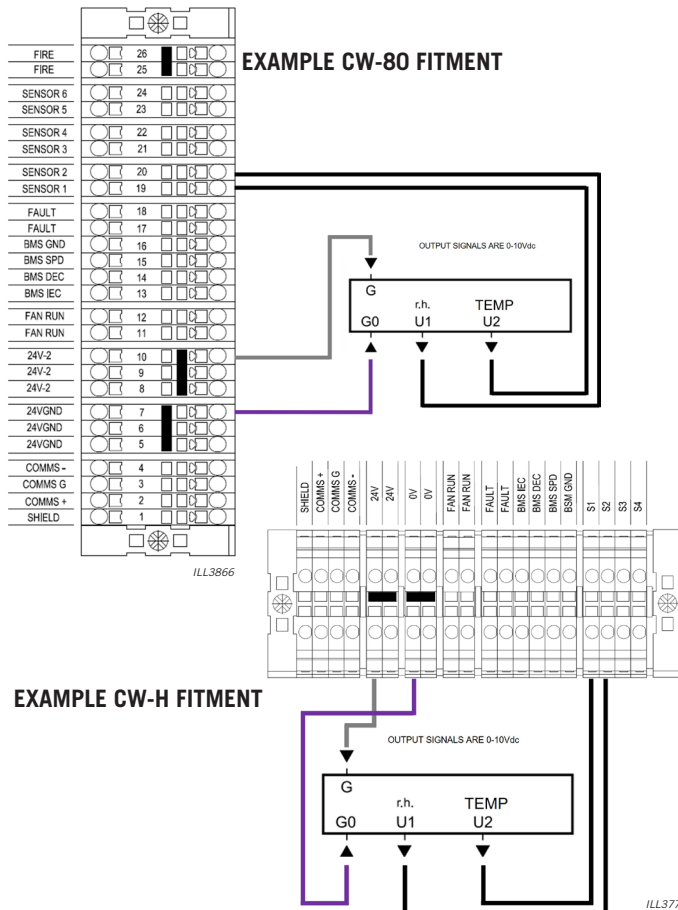 EXAMPLE CW-80 FITMENT
FIRE 26
FIRE 25
SENSOR 6 24
SENSOR 5 23
SENSOR 4 22
SENSOR 3 21
SENSOR 2 20
SENSOR 1 19
FAULT 18
FAULT 17
BMS GND 16
BMS SPD 15
BMS DEC 14
BMS IEC 13
FAN RUN 12
FAN RUN 11
24V-2 10
24V-2 9
24V-2 8
24VGND 7
24VGND 6
24VGND 5
COMMS - 4
COMMS G 3
COMMS + 2
SHIELD 1
OUTPUT SIGNALS ARE 0-10Vdc
G
r.h. TEMP
G0 U1 U2
ILL3866
SHIELD
COMMS +
COMMS G
COMMS -
24V
24V
0V
0V
FAN RUN
FAN RUN
FAULT
FAULT
BMS IEC
BMS DEC
BMS SPD
BSM GND
S1
S2
S3
S4
EXAMPLE CW-H FITMENT
OUTPUT SIGNALS ARE 0-10Vdc
G
r.h. TEMP
G0 U1 U2
ILL377